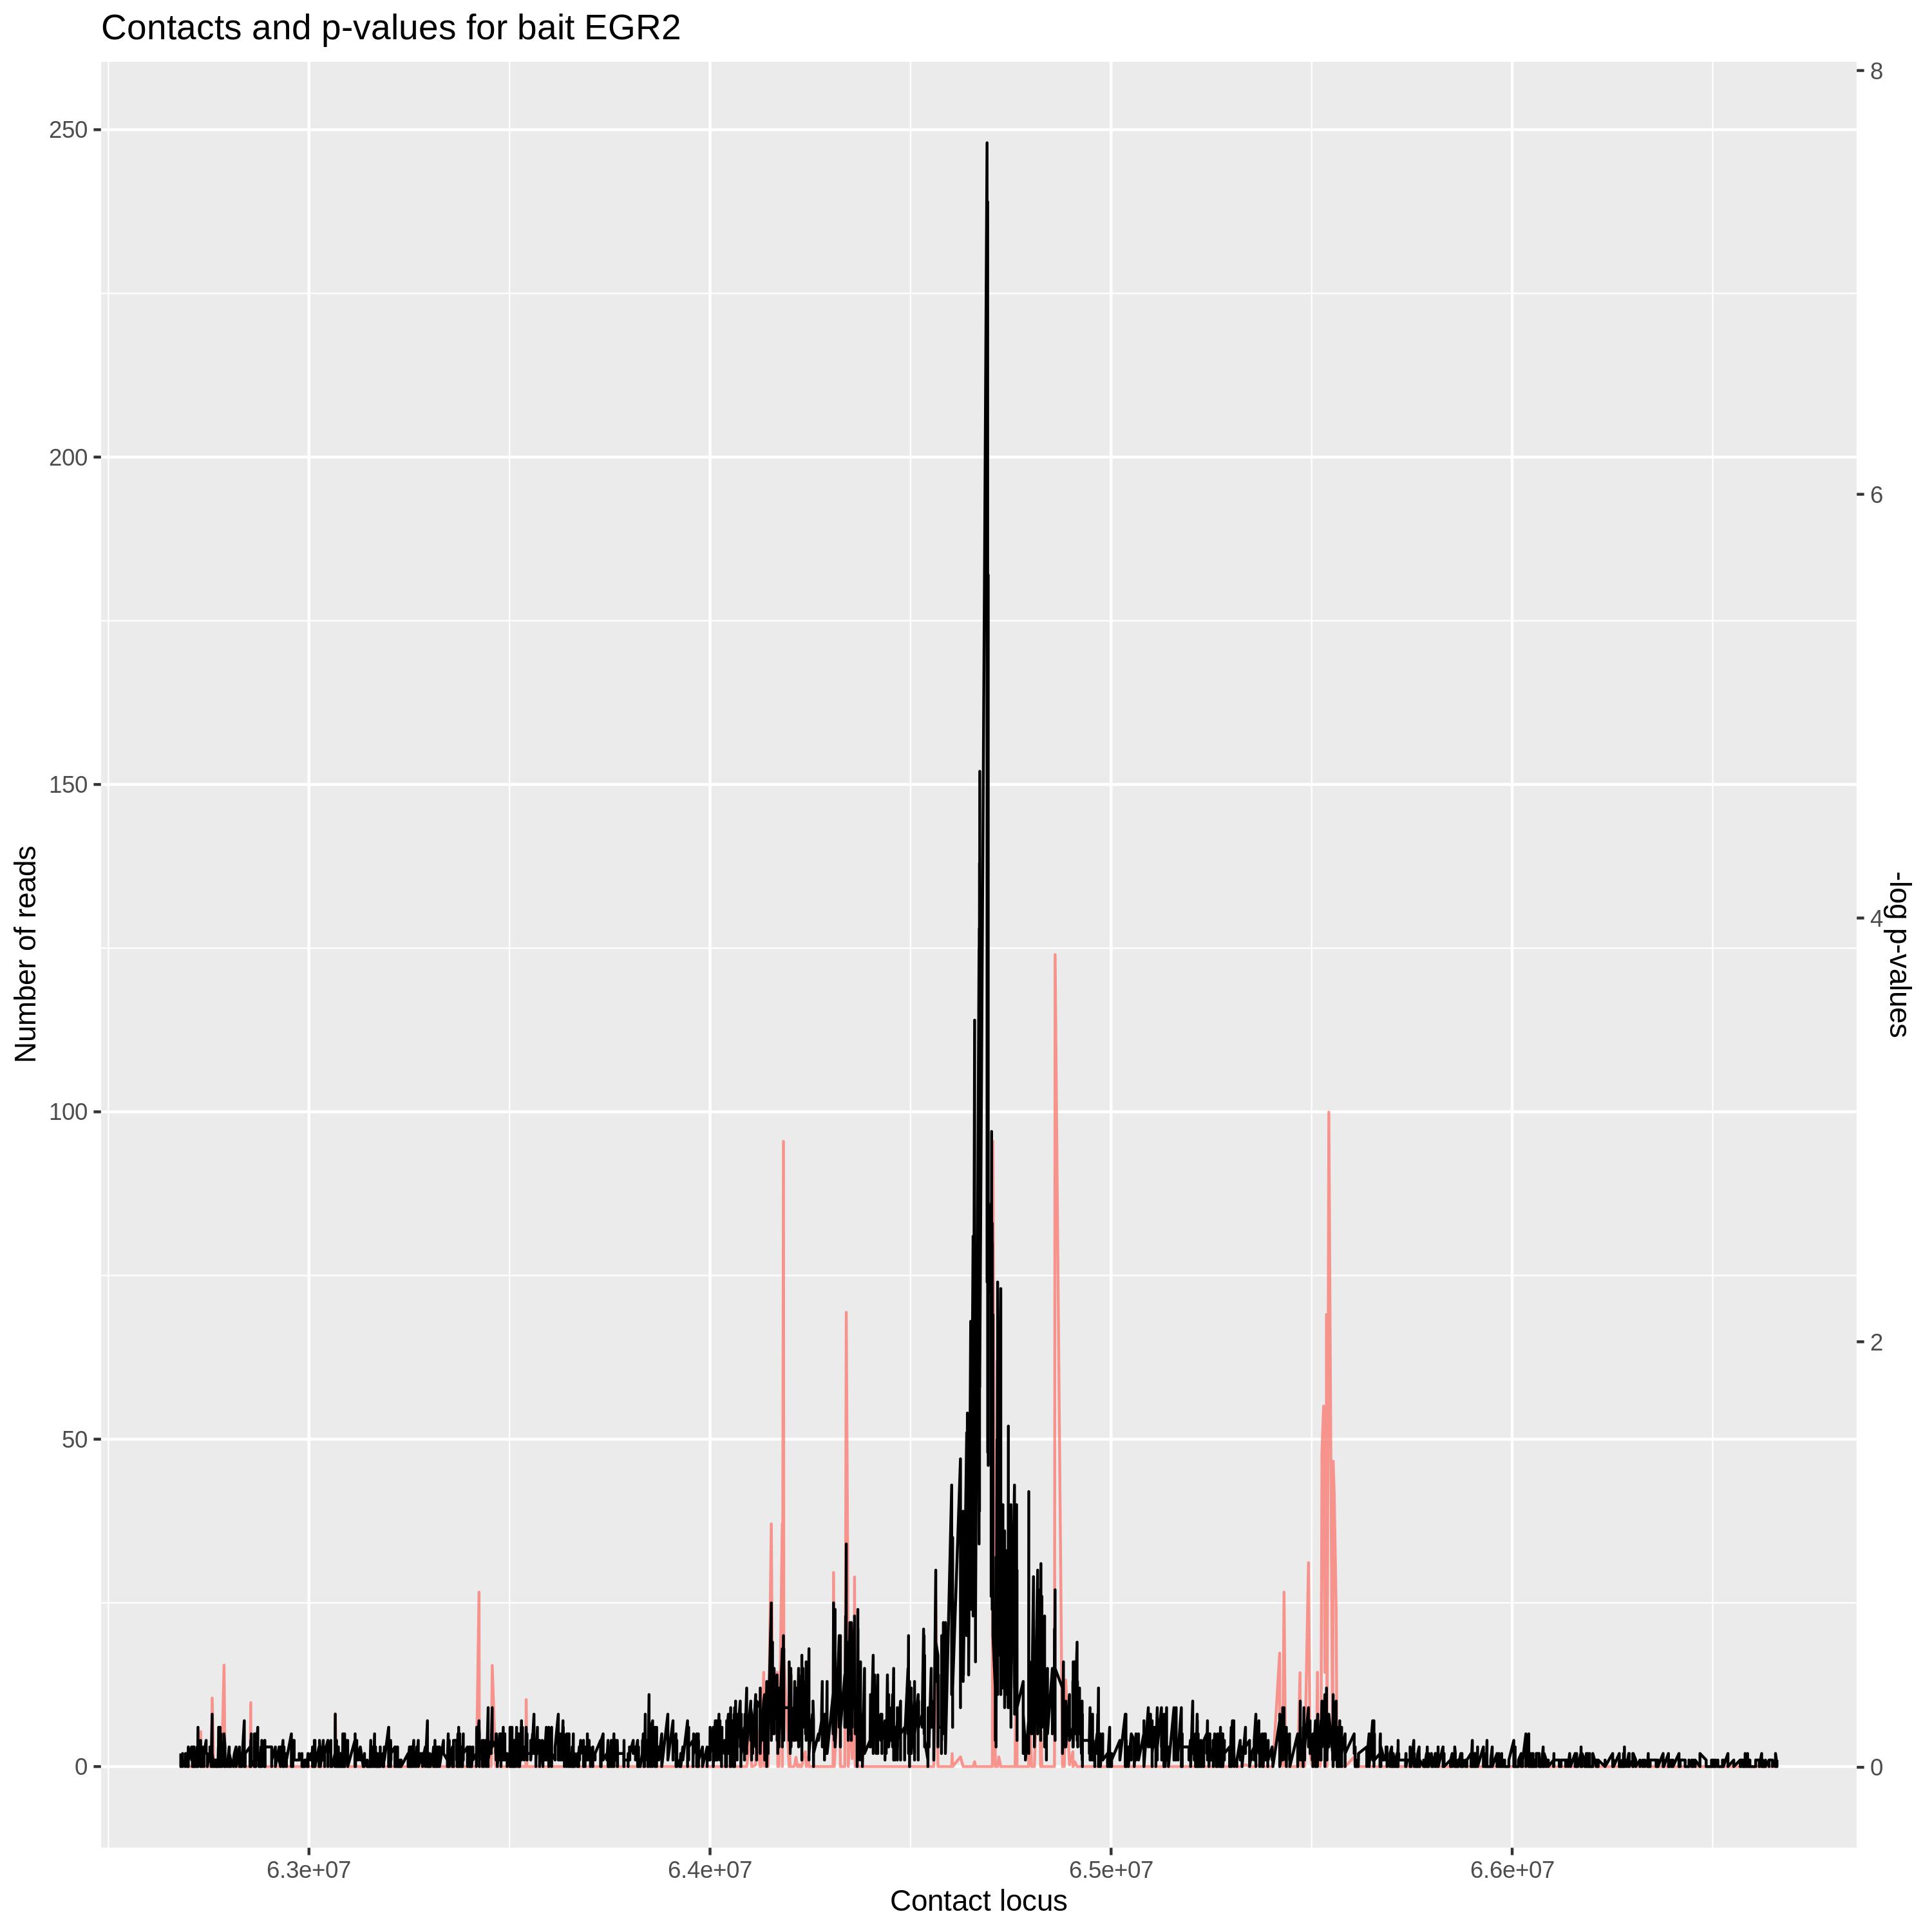 Contacts and p-values for bait EGR2
250
200
150
100
50
0
Number of reads
8
6
4
2
0
-log p-values
6.3e+07
6.4e+07
6.5e+07
6.6e+07
Contact locus